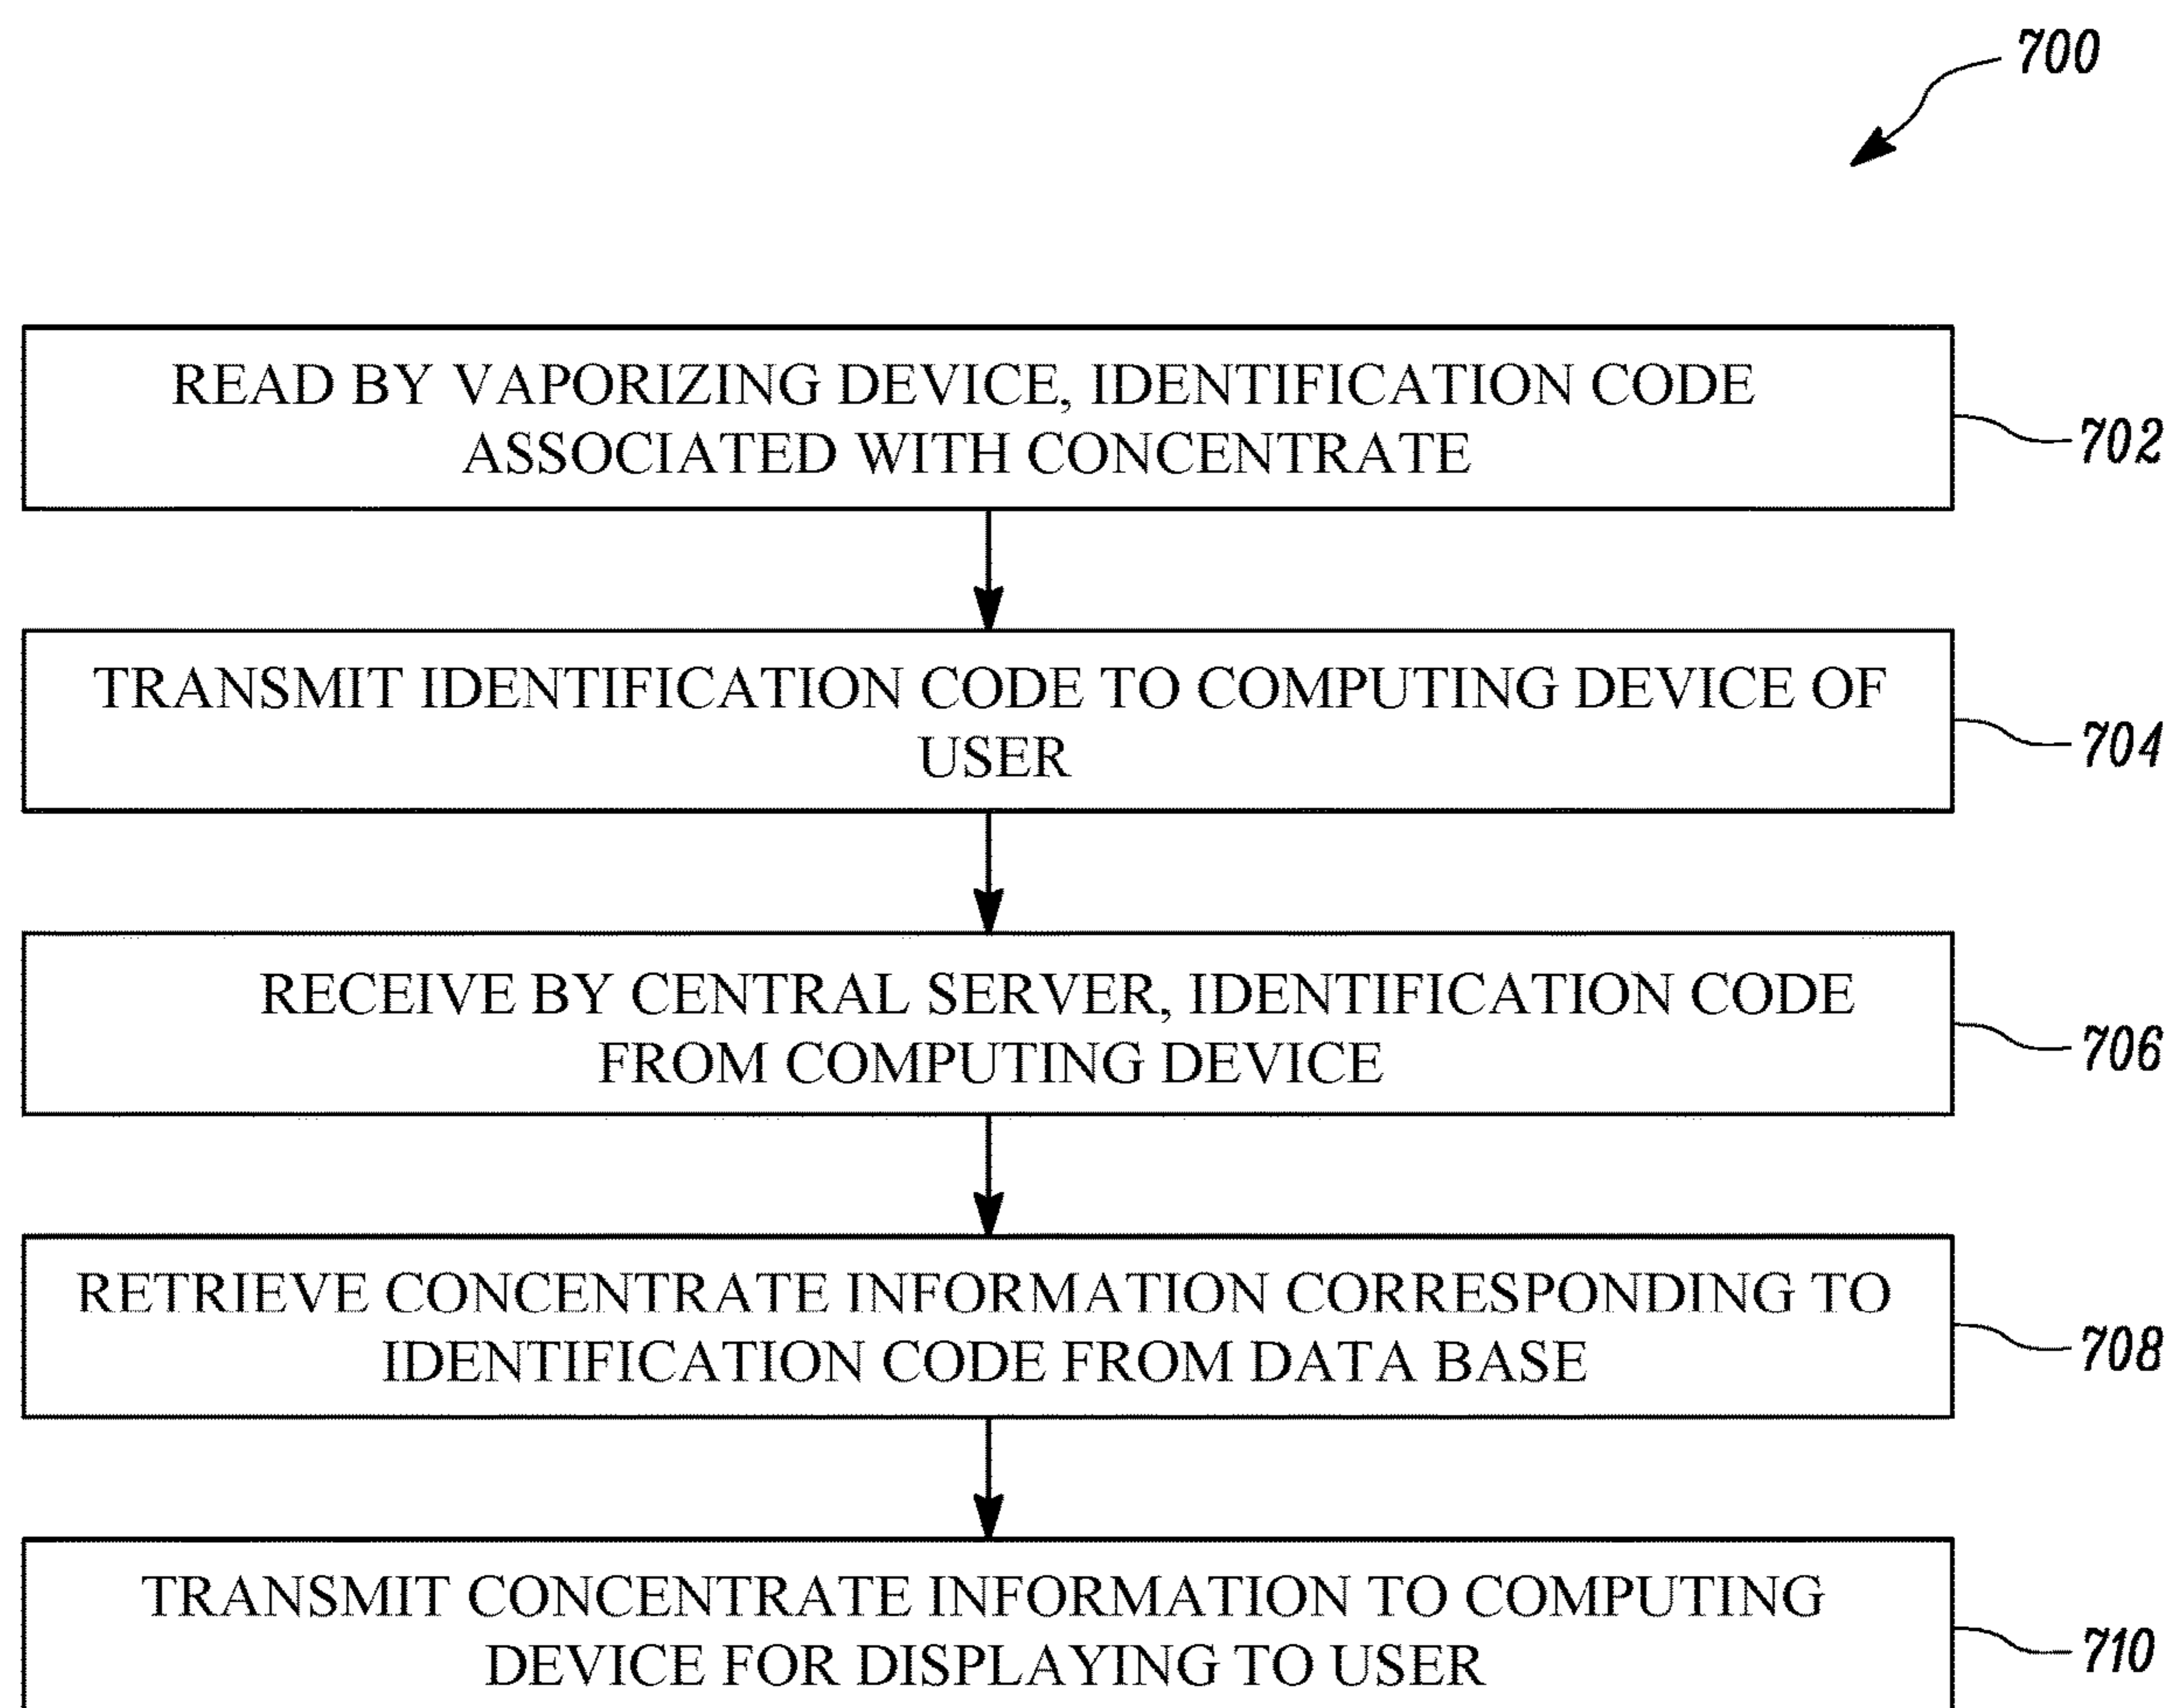 700
READ BY VAPORIZING DEVICE, IDENTIFICATION CODE
ASSOCIATED WITH CONCENTRATE
702
TRANSMIT IDENTIFICATION CODE TO COMPUTING DEVICE OF
USER
704
RECEIVE BY CENTRAL SERVER, IDENTIFICATION CODE
FROM COMPUTING DEVICE
706
RETRIEVE CONCENTRATE INFORMATION CORRESPONDING TO
IDENTIFICATION CODE FROM DATA BASE
708
TRANSMIT CONCENTRATE INFORMATION TO COMPUTING
DEVICE FOR DISPLAYING TO USER
710